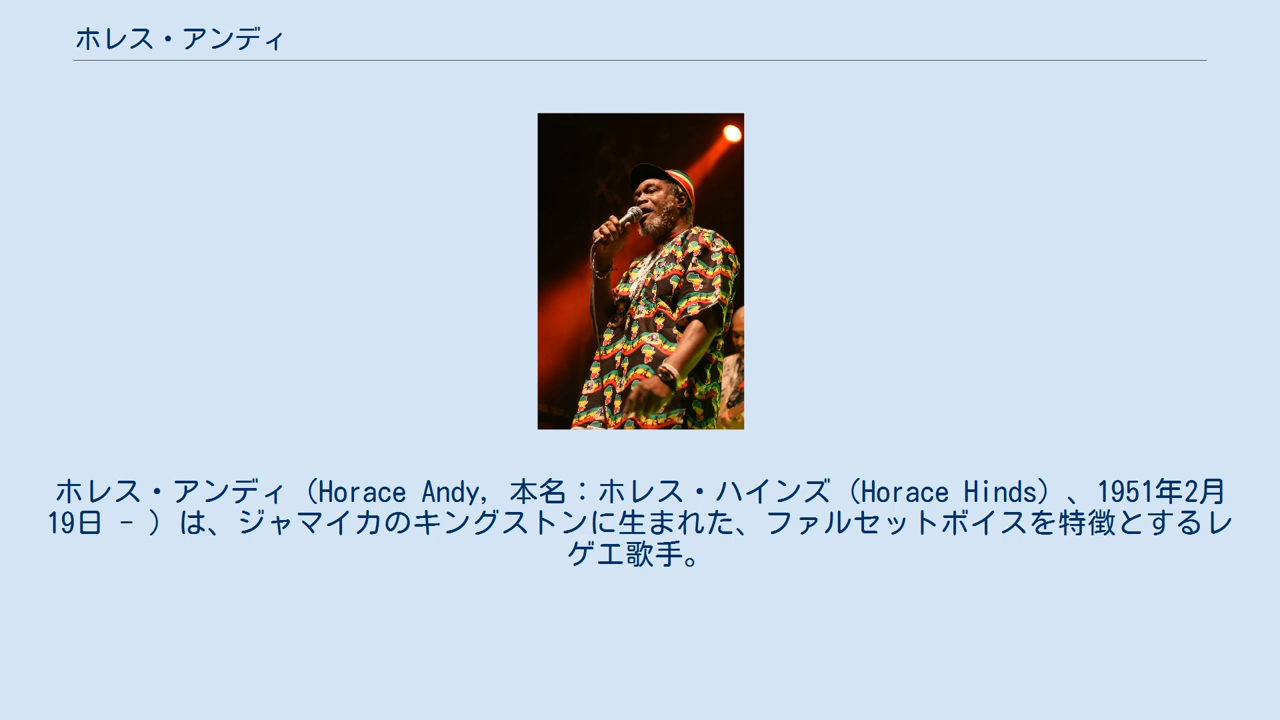 ホレス・アンディ
ホレス・アンディ（Horace Andy, 本名：ホレス・ハインズ（Horace Hinds）、1951年2月
19日 - ）は、ジャマイカのキングストンに生まれた、ファルセットボイスを特徴とするレ
ゲエ歌手。